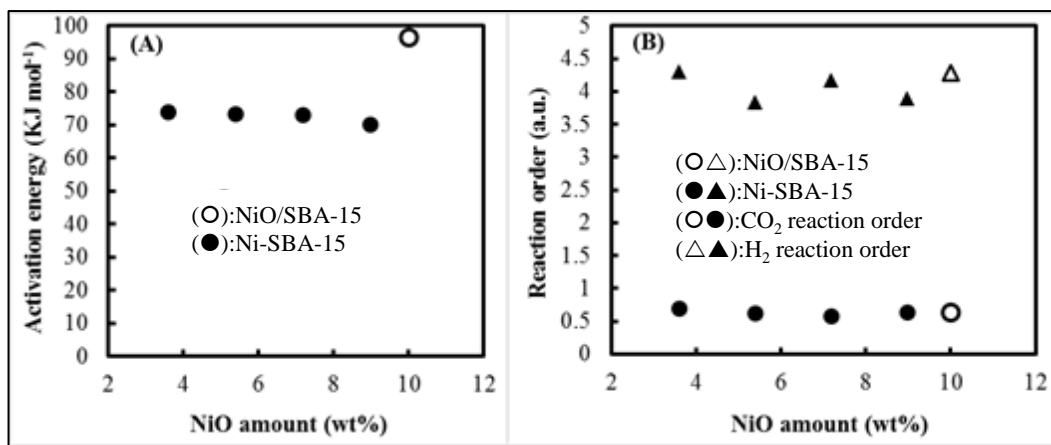 (A)
100
90
80
70
60
50
40
30
20
10
0
Activation energy (KJ mol⁻¹)
(○):NiO/SBA-15
(●):Ni-SBA-15
2 4 6 8 10 12
NiO amount (wt%)
(B)
5
4.5
4
3.5
3
2.5
2
1.5
1
0.5
0
Reaction order (a.u.)
(○△):NiO/SBA-15
(●▲):Ni-SBA-15
(○●):CO₂ reaction order
(△▲):H₂ reaction order
2 4 6 8 10 12
NiO amount (wt%)